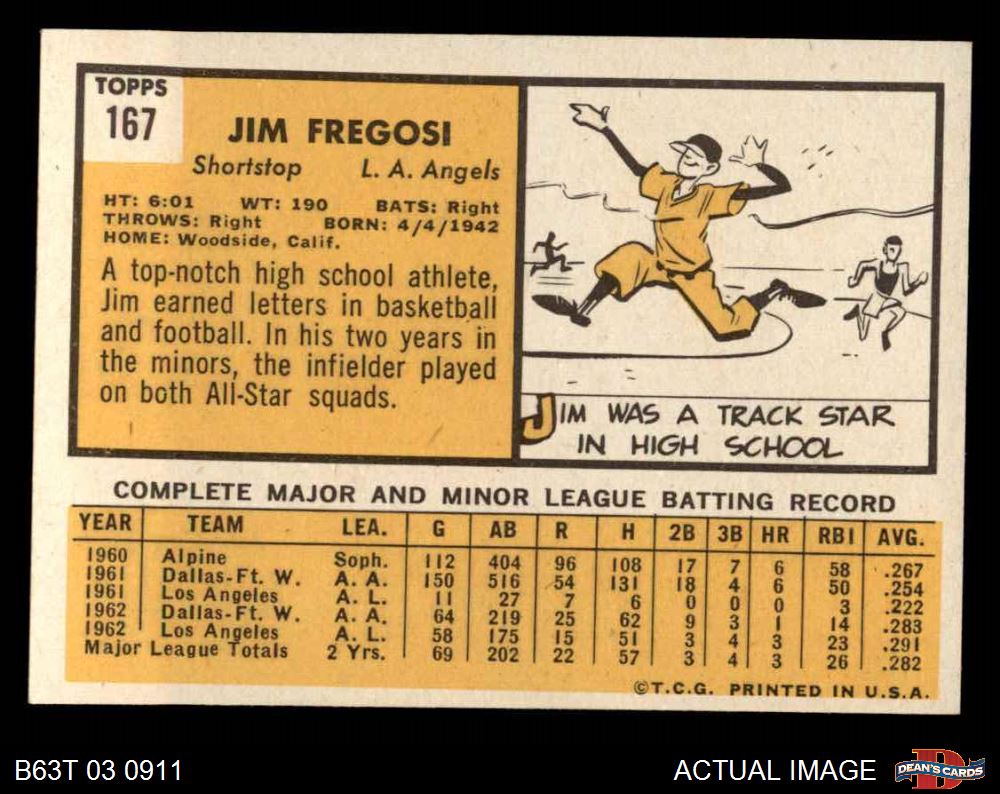 TOPPS
167
JIM FREGOSI
Shortstop L. A. Angels
HT: 6:01 WT: 190 BATS: Right
THROWS: Right BORN: 4/4/1942
HOME: Woodside, Calif.
A top-notch high school athlete,
Jim earned letters in basketball
and football. In his two years in
the minors, the infielder played
on both All-Star squads.
JIM WAS A TRACK STAR
IN HIGH SCHOOL
COMPLETE MAJOR AND MINOR LEAGUE BATTING RECORD
YEAR TEAM LEA. G AB R H 2B 3B HR RBI AVG.
1960 Alpine Soph. 112 404 96 108 17 7 6 58 .267
1961 Dallas-Ft. W. A. A. 150 516 54 131 18 4 6 50 .254
1961 Los Angeles A. L. 11 27 7 6 0 0 0 3 .222
1962 Dallas-Ft. W. A. A. 64 219 25 62 9 3 1 14 .283
1962 Los Angeles A. L. 58 175 15 51 3 4 3 23 .291
Major League Totals 2 Yrs. 69 202 22 57 3 4 3 26 .282
©T.C.G. PRINTED IN U.S.A.
B63T 03 0911 ACTUAL IMAGE DEAN'S CARDS